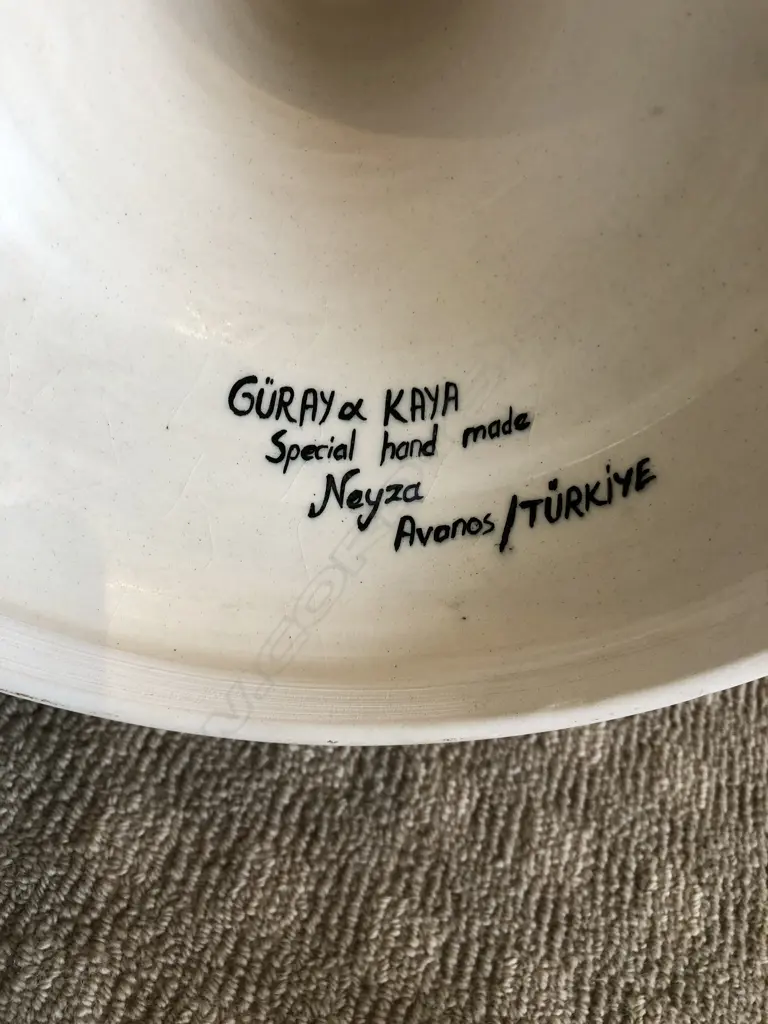 GÜRAY & KAYA
Special hand made
Neyza
Avanos/TÜRKİYE